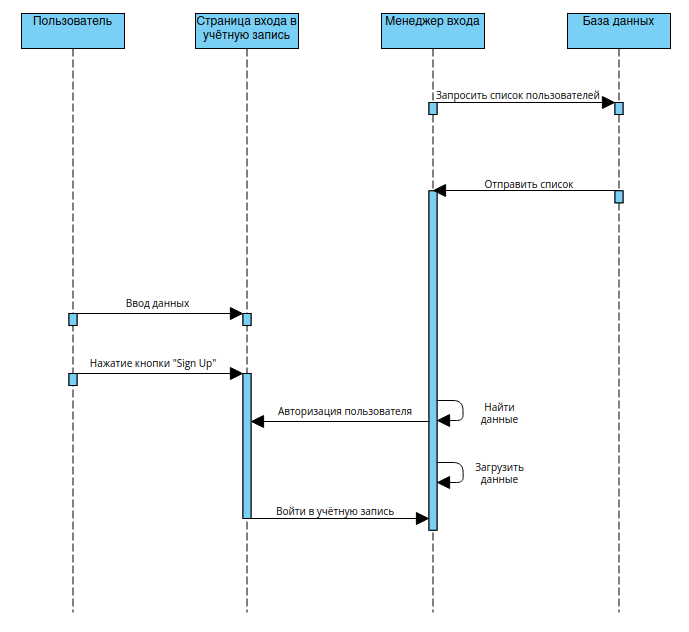 Пользователь
Страница входа в
учётную запись
Менеджер входа
База данных
Запросить список пользователей
Отправить список
Ввод данных
Нажатие кнопки "Sign Up"
Найти
данные
Авторизация пользователя
Загрузить
данные
Войти в учётную запись